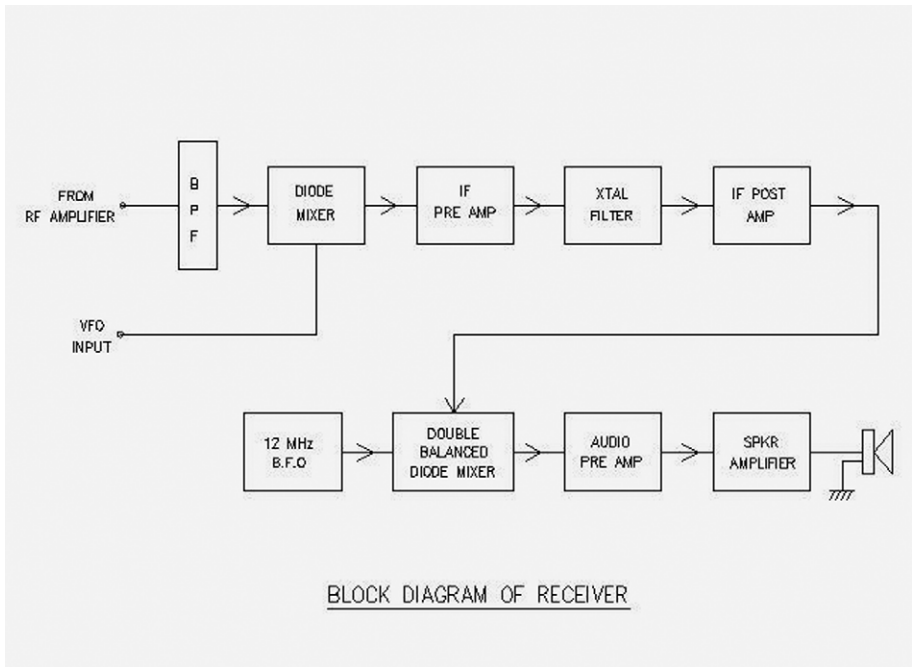 B
P
F
DIODE
MIXER
IF
PRE AMP
XTAL
FILTER
IF POST
AMP
FROM
RF AMPLIFIER
VFO
INPUT
12 MHz
B.F.O
DOUBLE
BALANCED
DIODE MIXER
AUDIO
PRE AMP
SPKR
AMPLIFIER
BLOCK DIAGRAM OF RECEIVER